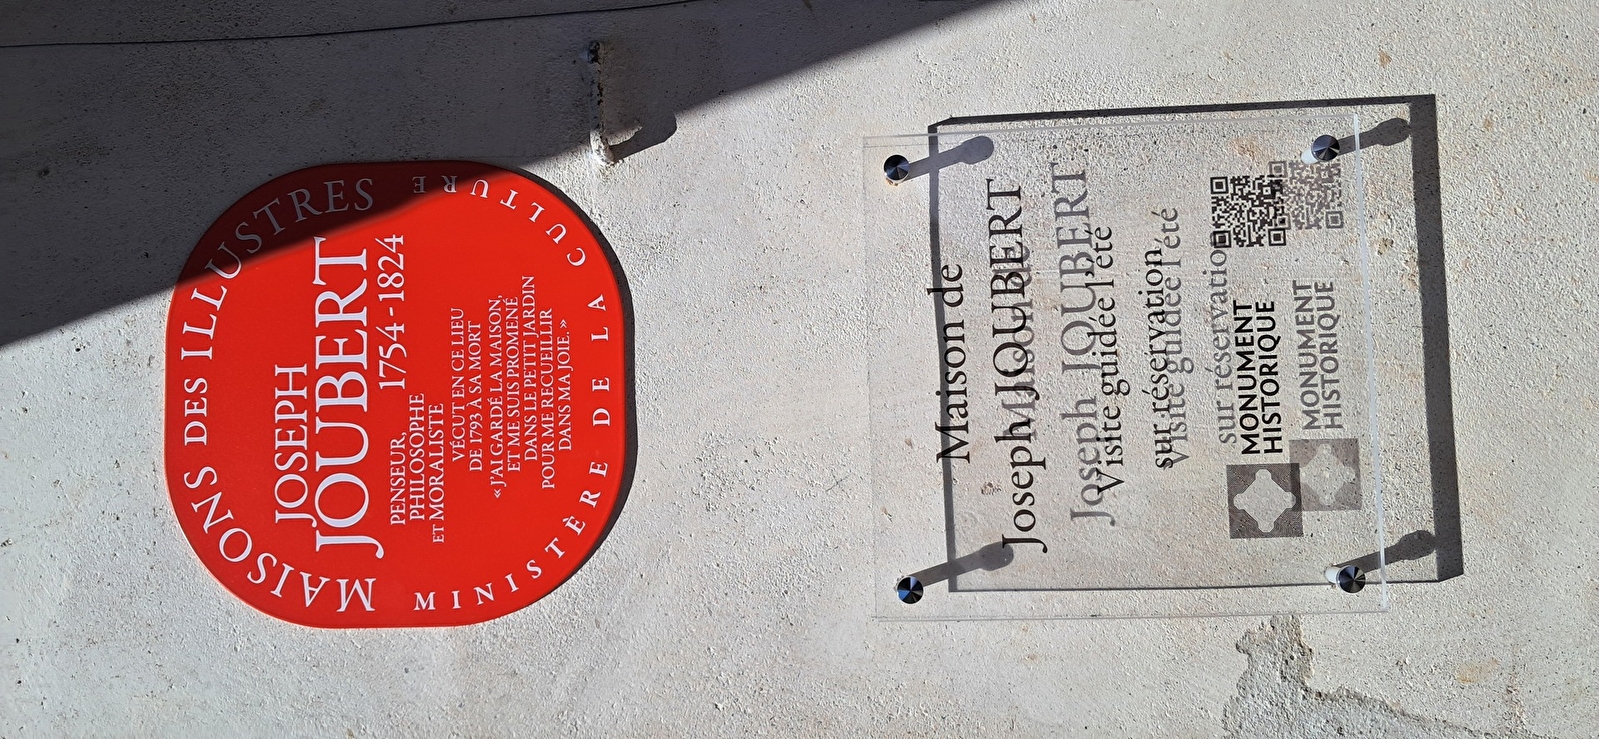 MAISONS DES ILLUSTRES
JOSEPH
JOUBERT
1754-1824
PENSEUR,
PHILOSOPHE
ET MORALISTE
VÉCUT EN CE LIEU
DE 1793 À SA MORT
« J'AI GARDÉ LA MAISON,
ET ME SUIS PROMENÉ
DANS LE PETIT JARDIN
POUR ME RECUEILLIR
DANS MA JOIE. »
MINISTÈRE DE LA CULTURE
Maison de
Joseph JOUBERT
Visite guidée l'été
sur réservation
MONUMENT
HISTORIQUE